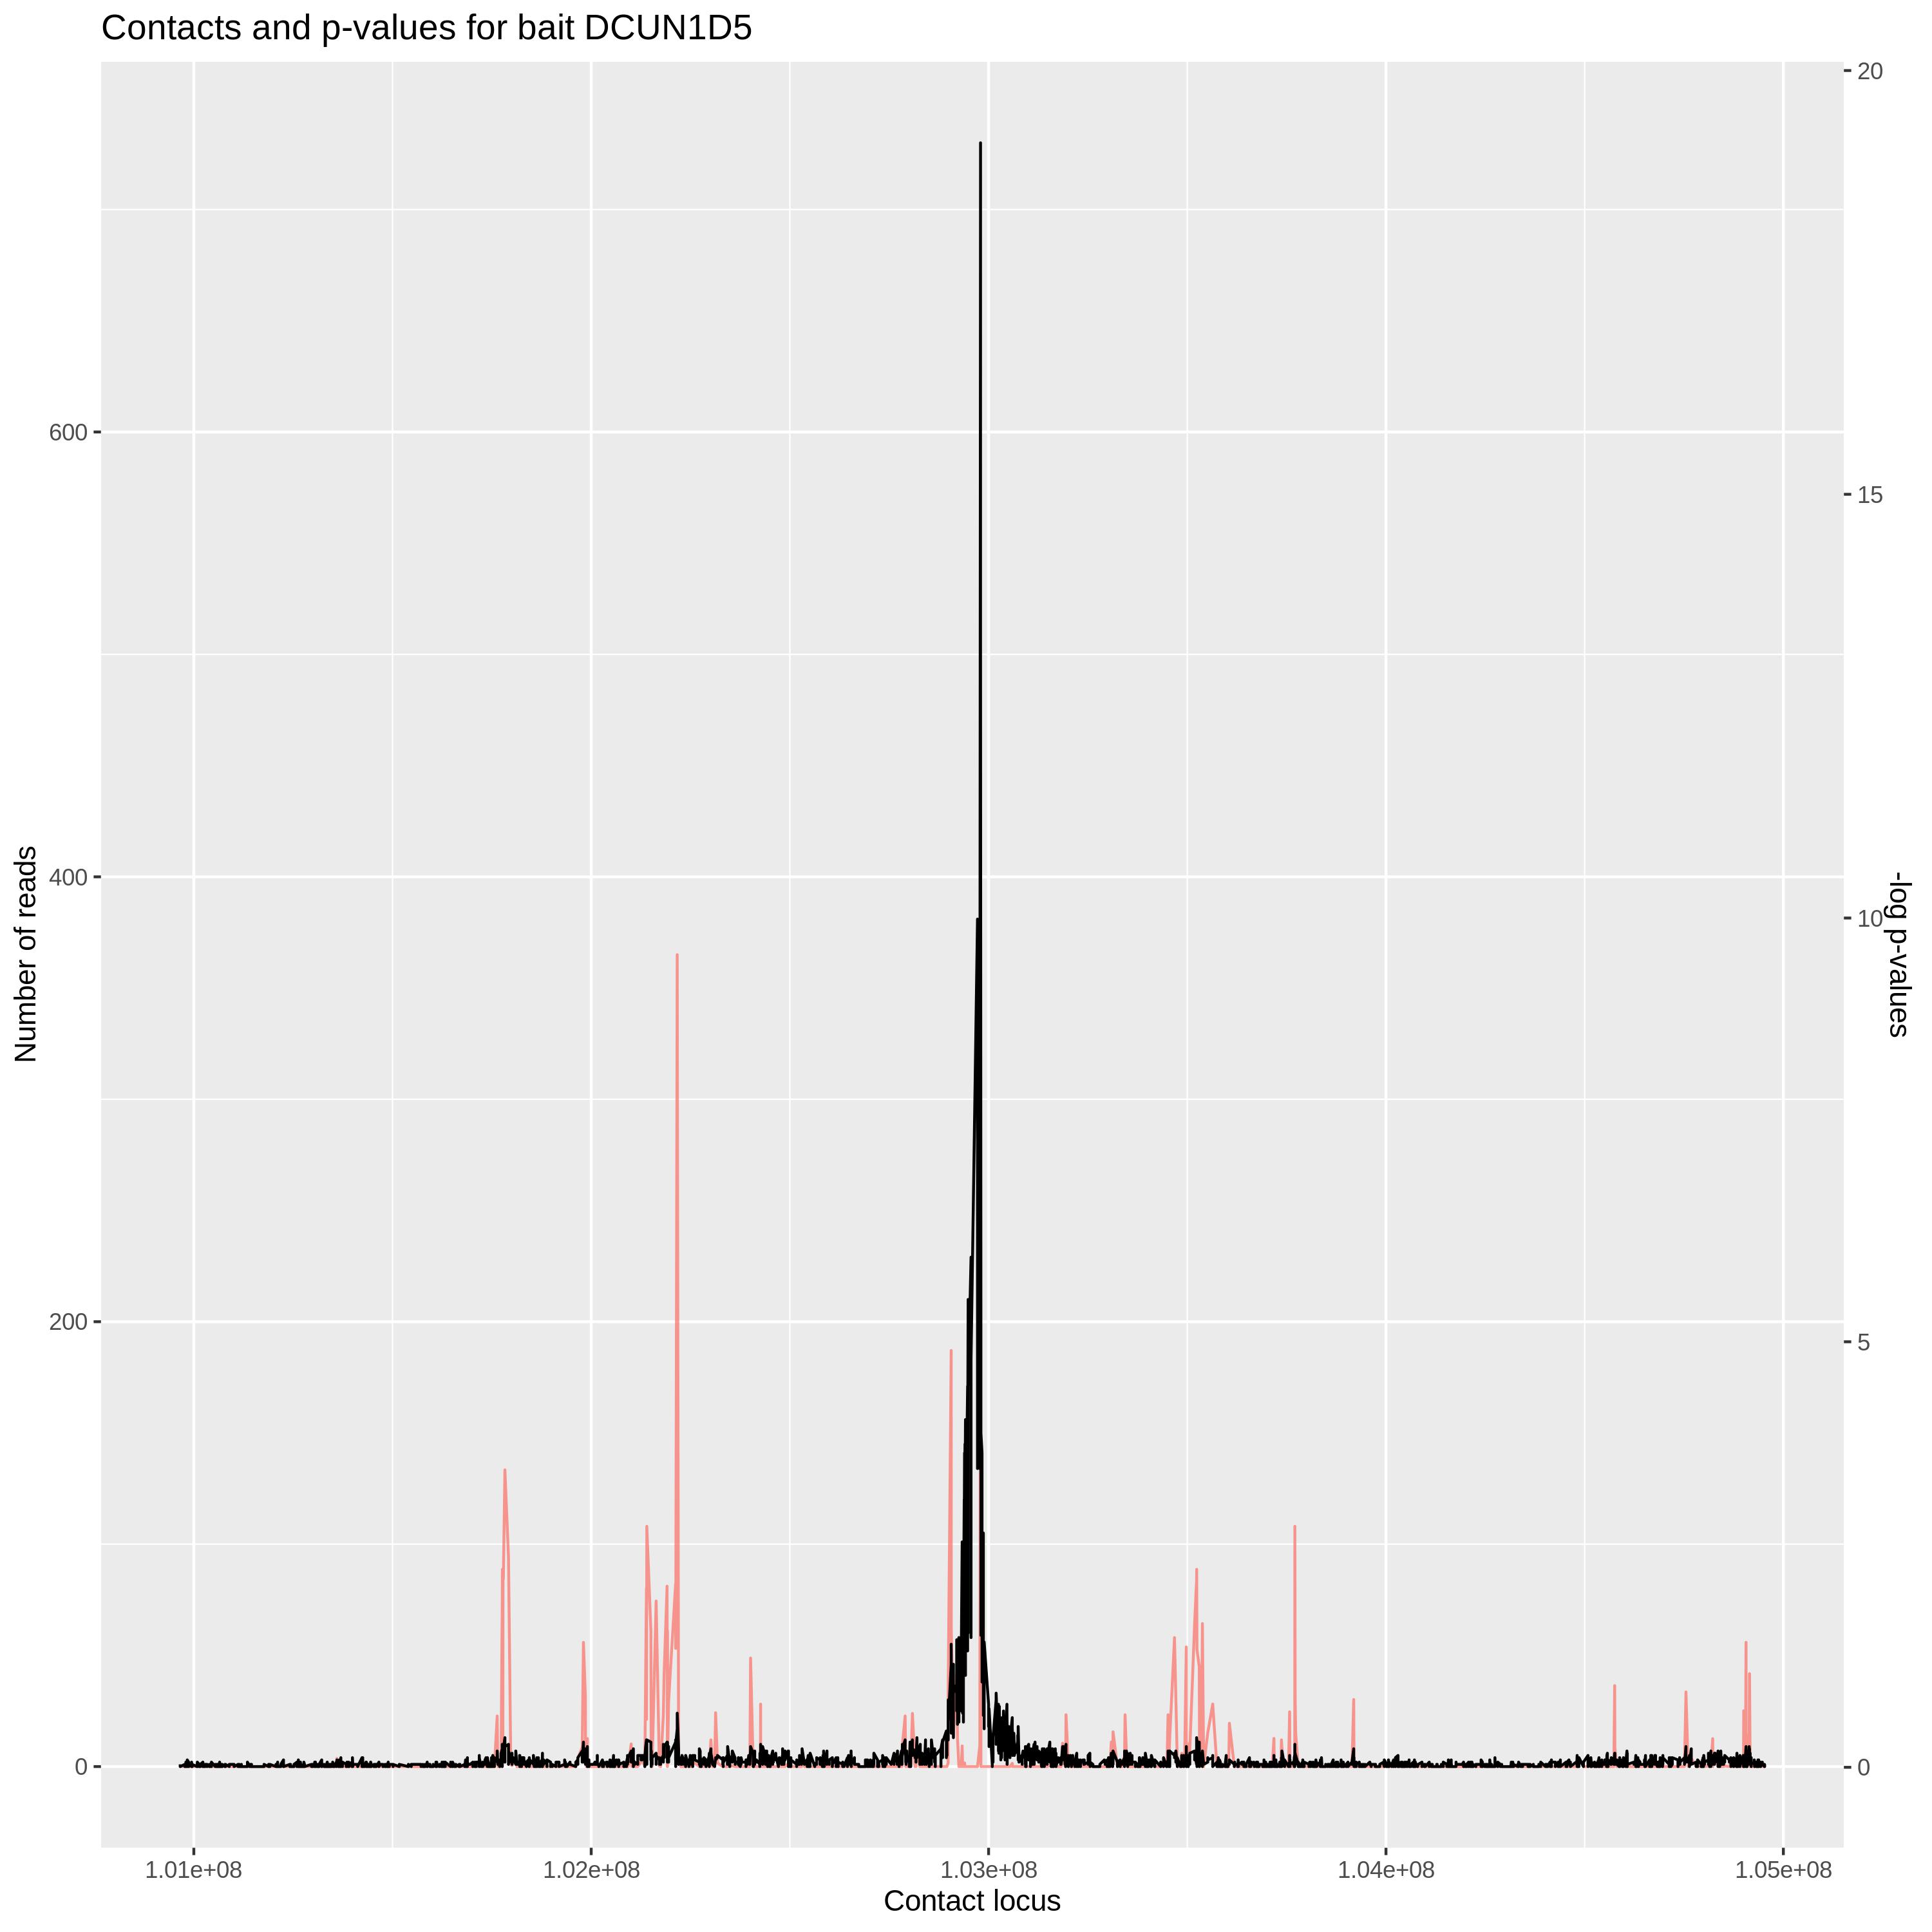 Contacts and p-values for bait DCUN1D5
20
600
15
400
10
200
5
0
0
Number of reads
-log p-values
1.01e+08 1.02e+08 1.03e+08 1.04e+08 1.05e+08
Contact locus